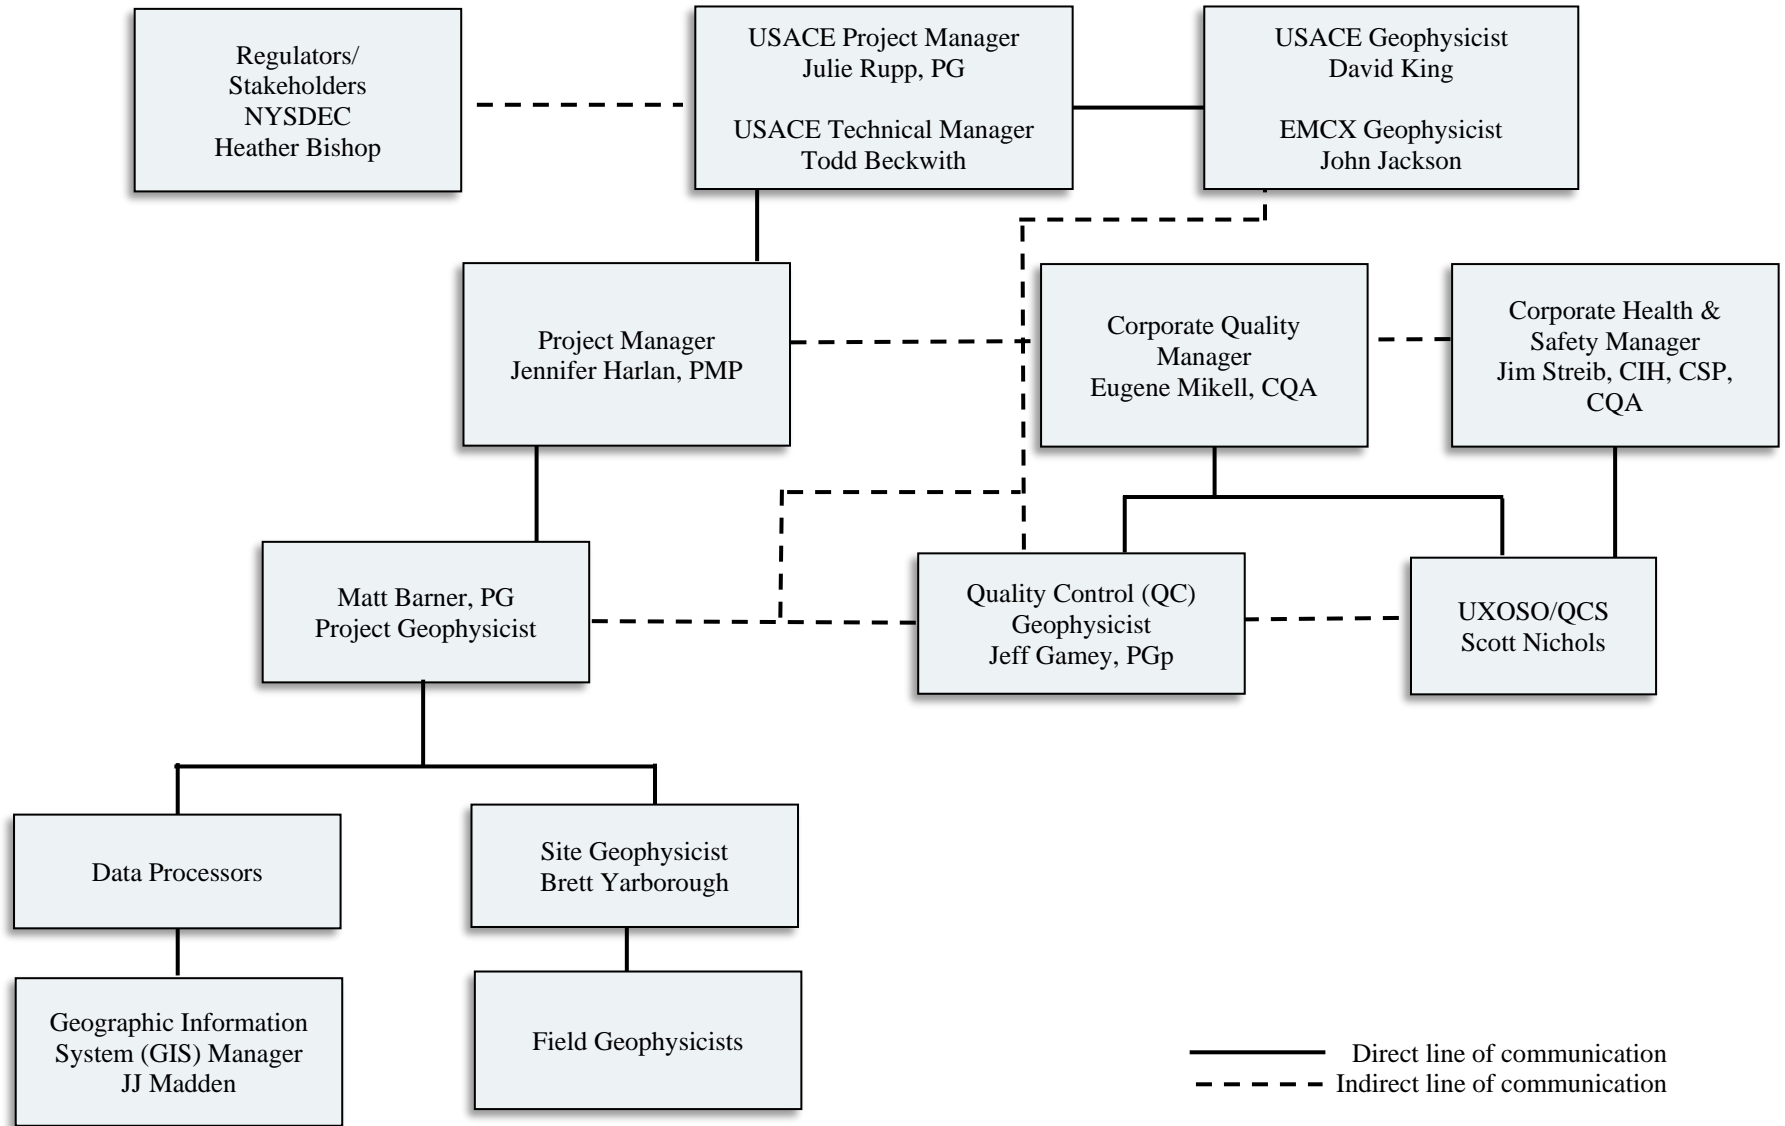 Regulators/
Stakeholders
NYSDEC
Heather Bishop
USACE Project Manager
Julie Rupp, PG
USACE Technical Manager
Todd Beckwith
USACE Geophysicist
David King
EMCX Geophysicist
John Jackson
Project Manager
Jennifer Harlan, PMP
Corporate Quality
Manager
Eugene Mikell, CQA
Corporate Health &
Safety Manager
Jim Streib, CIH, CSP,
CQA
Matt Barner, PG
Project Geophysicist
Quality Control (QC)
Geophysicist
Jeff Gamey, PGp
UXOSO/QCS
Scott Nichols
Data Processors
Site Geophysicist
Brett Yarborough
Geographic Information
System (GIS) Manager
JJ Madden
Field Geophysicists
Direct line of communication
Indirect line of communication